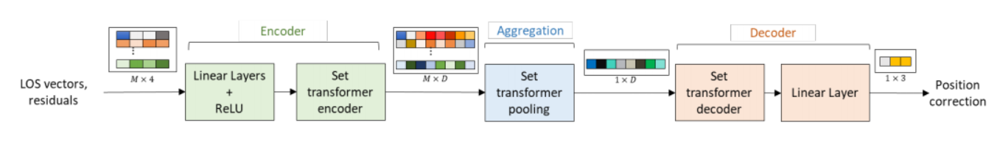 Encoder
Aggregation
Decoder
M × 4
M × D
1 × D
1 × 3
LOS vectors,
residuals
Linear Layers
+
ReLU
Set
transformer
encoder
Set
transformer
pooling
Set
transformer
decoder
Linear Layer
Position
correction